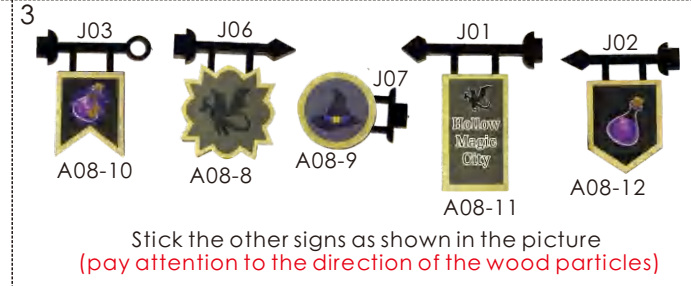 3
J03
J06
J01
J02
J07
Hollow
Magic
City
A08-10
A08-8
A08-9
A08-11
A08-12
Stick the other signs as shown in the picture
(pay attention to the direction of the wood particles)